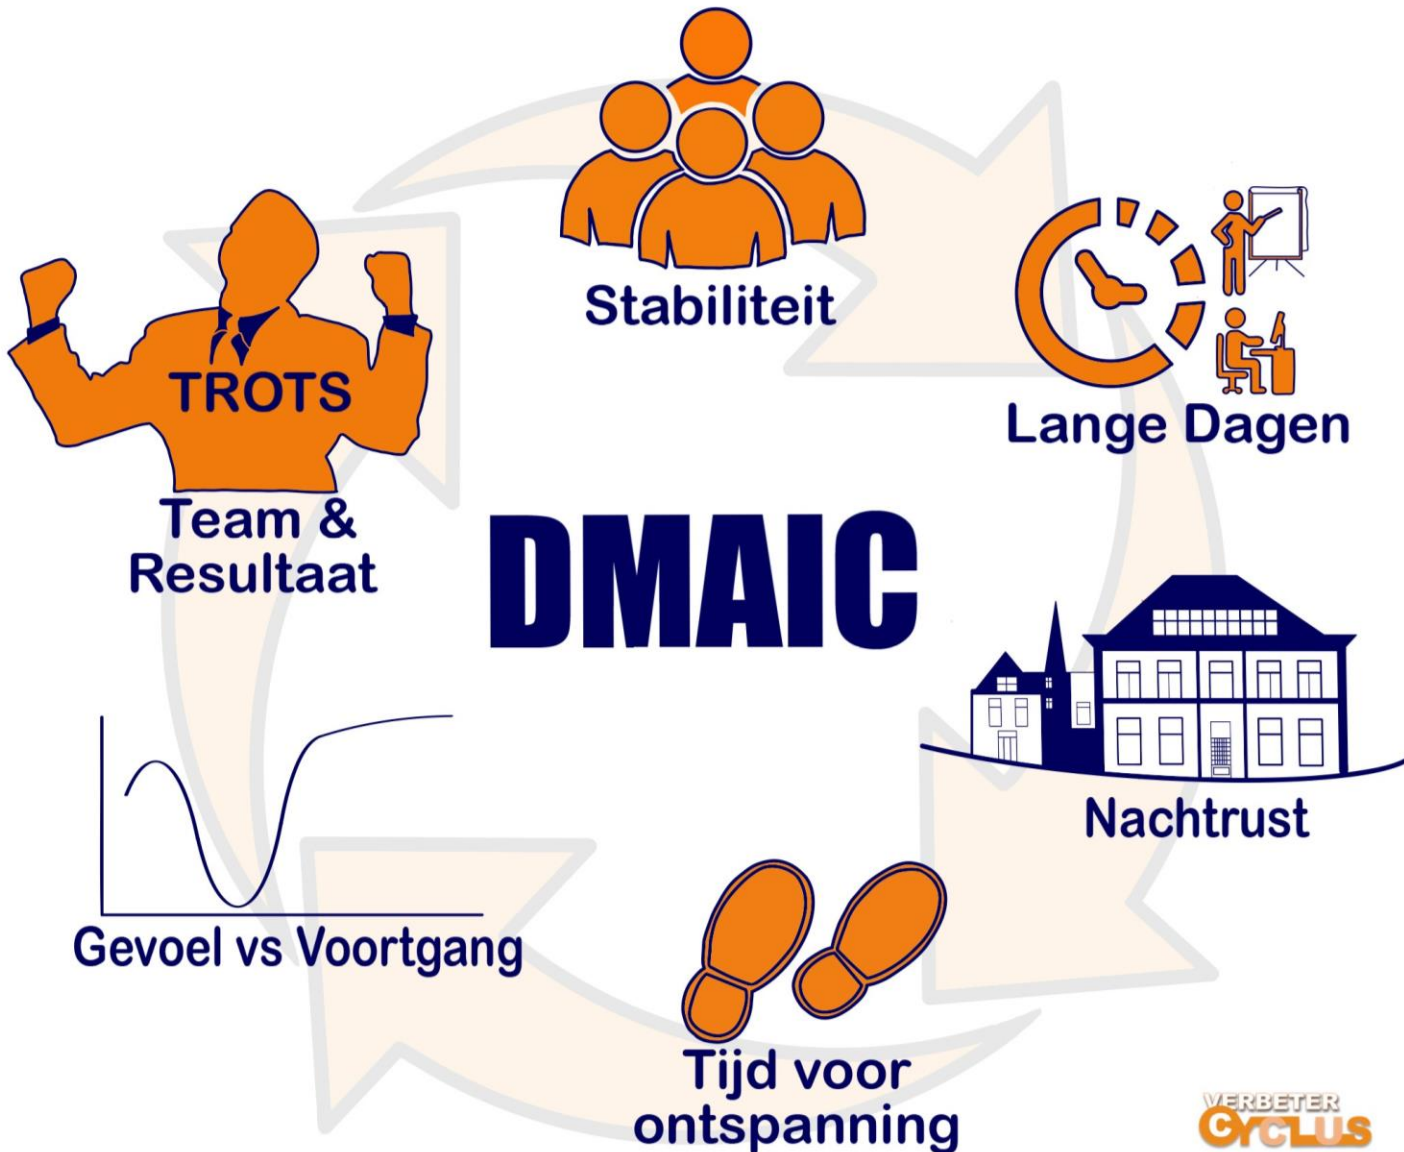 Stabiliteit
Lange Dagen
TROTS
Team &
Resultaat
DMAIC
Nachtrust
Gevoel vs Voortgang
Tijd voor
ontspanning
VERBETER
CYCLUS